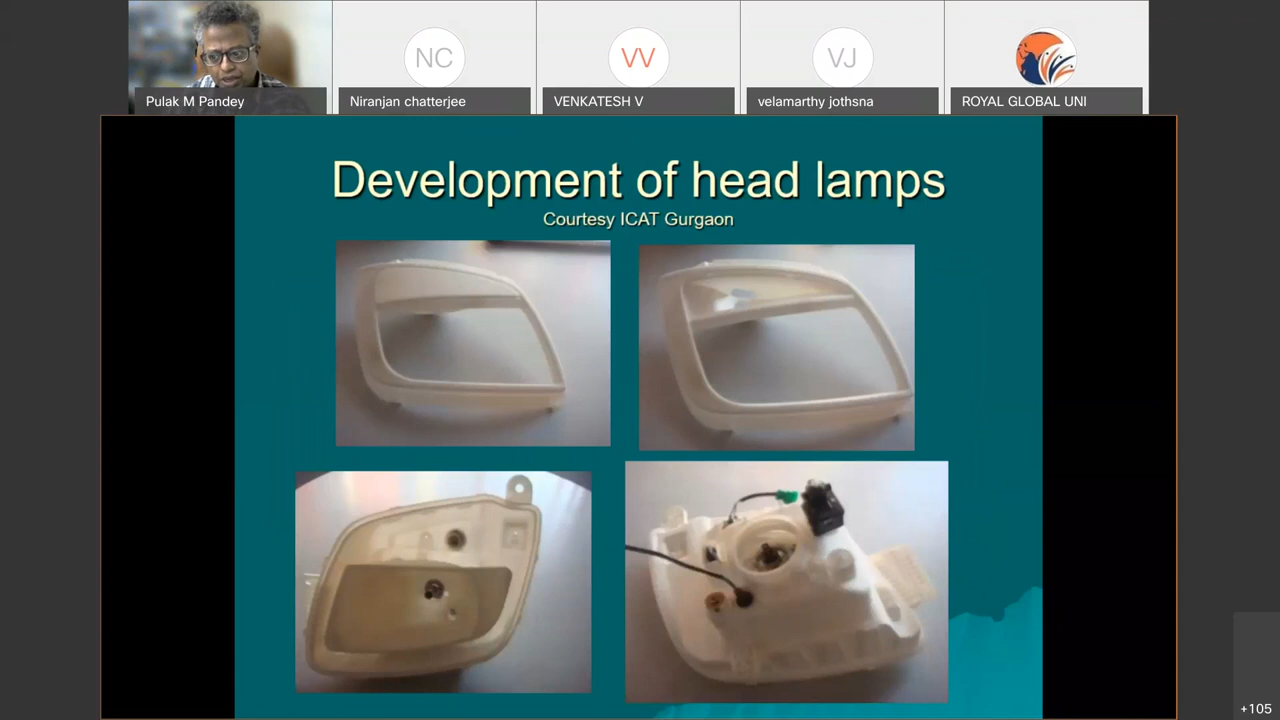 NC
VV
VJ
Pulak M Pandey
Niranjan chatterjee
VENKATESH V
velamarthy jothsna
ROYAL GLOBAL UNI
Development of head lamps
Courtesy ICAT Gurgaon
+105